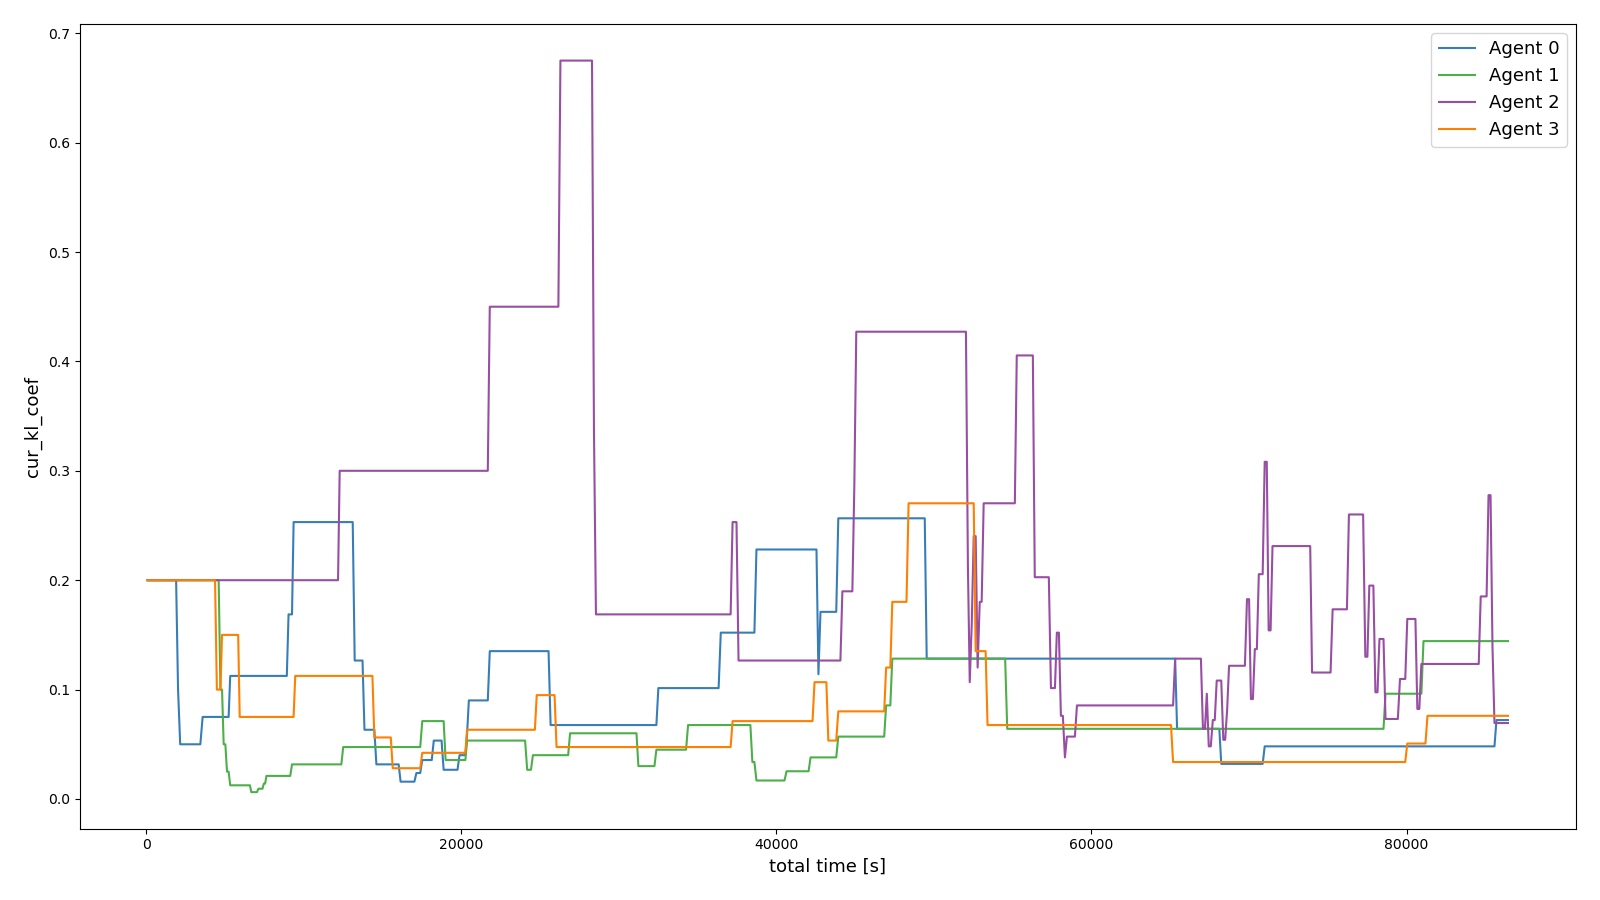 0.7
0.6
0.5
0.4
0.3
0.2
0.1
0.0
cur_kl_coef
0
20000
40000
60000
80000
total time [s]
Agent 0
Agent 1
Agent 2
Agent 3